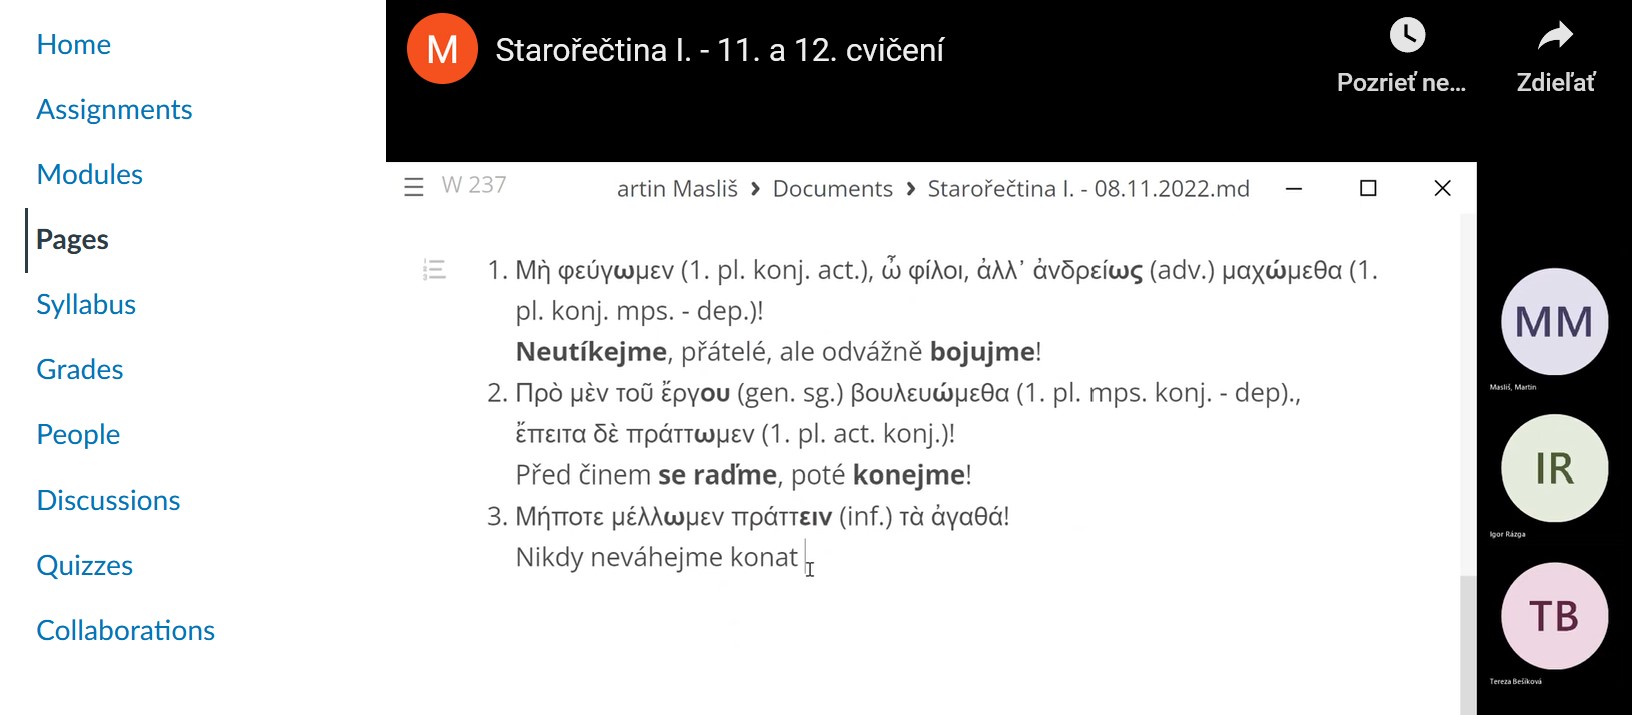 Home
Assignments
Modules
Pages
Syllabus
Grades
People
Discussions
Quizzes
Collaborations
M
Starořečtina I. - 11. a 12. cvičení
Pozrieť ne...
Zdieľať
W 237
artin Masliš › Documents › Starořečtina I. - 08.11.2022.md
1. Μὴ φεύγωμεν (1. pl. konj. act.), ὦ φίλοι, ἀλλ’ ἀνδρείως (adv.) μαχώμεθα (1.
pl. konj. mps. - dep.)!
Neutíkejme, přátelé, ale odvážně bojujme!
2. Πρὸ μὲν τοῦ ἔργου (gen. sg.) βουλευώμεθα (1. pl. mps. konj. - dep).,
ἔπειτα δὲ πράττωμεν (1. pl. act. konj.)!
Před činem se raďme, poté konejme!
3. Μήποτε μέλλωμεν πράττειν (inf.) τὰ ἀγαθά!
Nikdy neváhejme konat
MM
Masliš, Martin
IR
Igor Rázga
TB
Tereza Bešíková